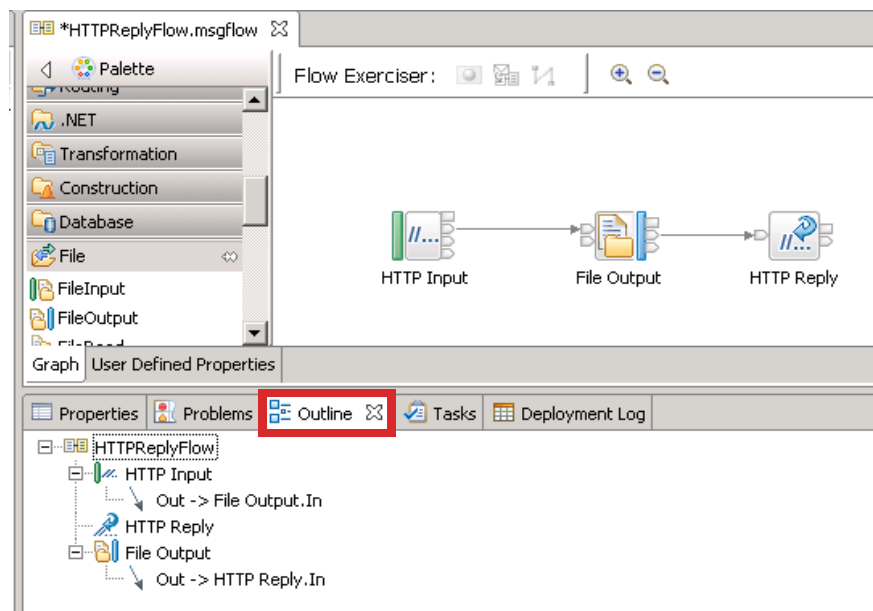 *HTTPReplyFlow.msgflow
Palette
Flow Exerciser:
Routing
.NET
Transformation
Construction
Database
File
FileInput
FileOutput
FileRead
HTTP Input
File Output
HTTP Reply
Graph
User Defined Properties
Properties
Problems
Outline
Tasks
Deployment Log
HTTPReplyFlow
HTTP Input
Out -> File Output.In
HTTP Reply
File Output
Out -> HTTP Reply.In